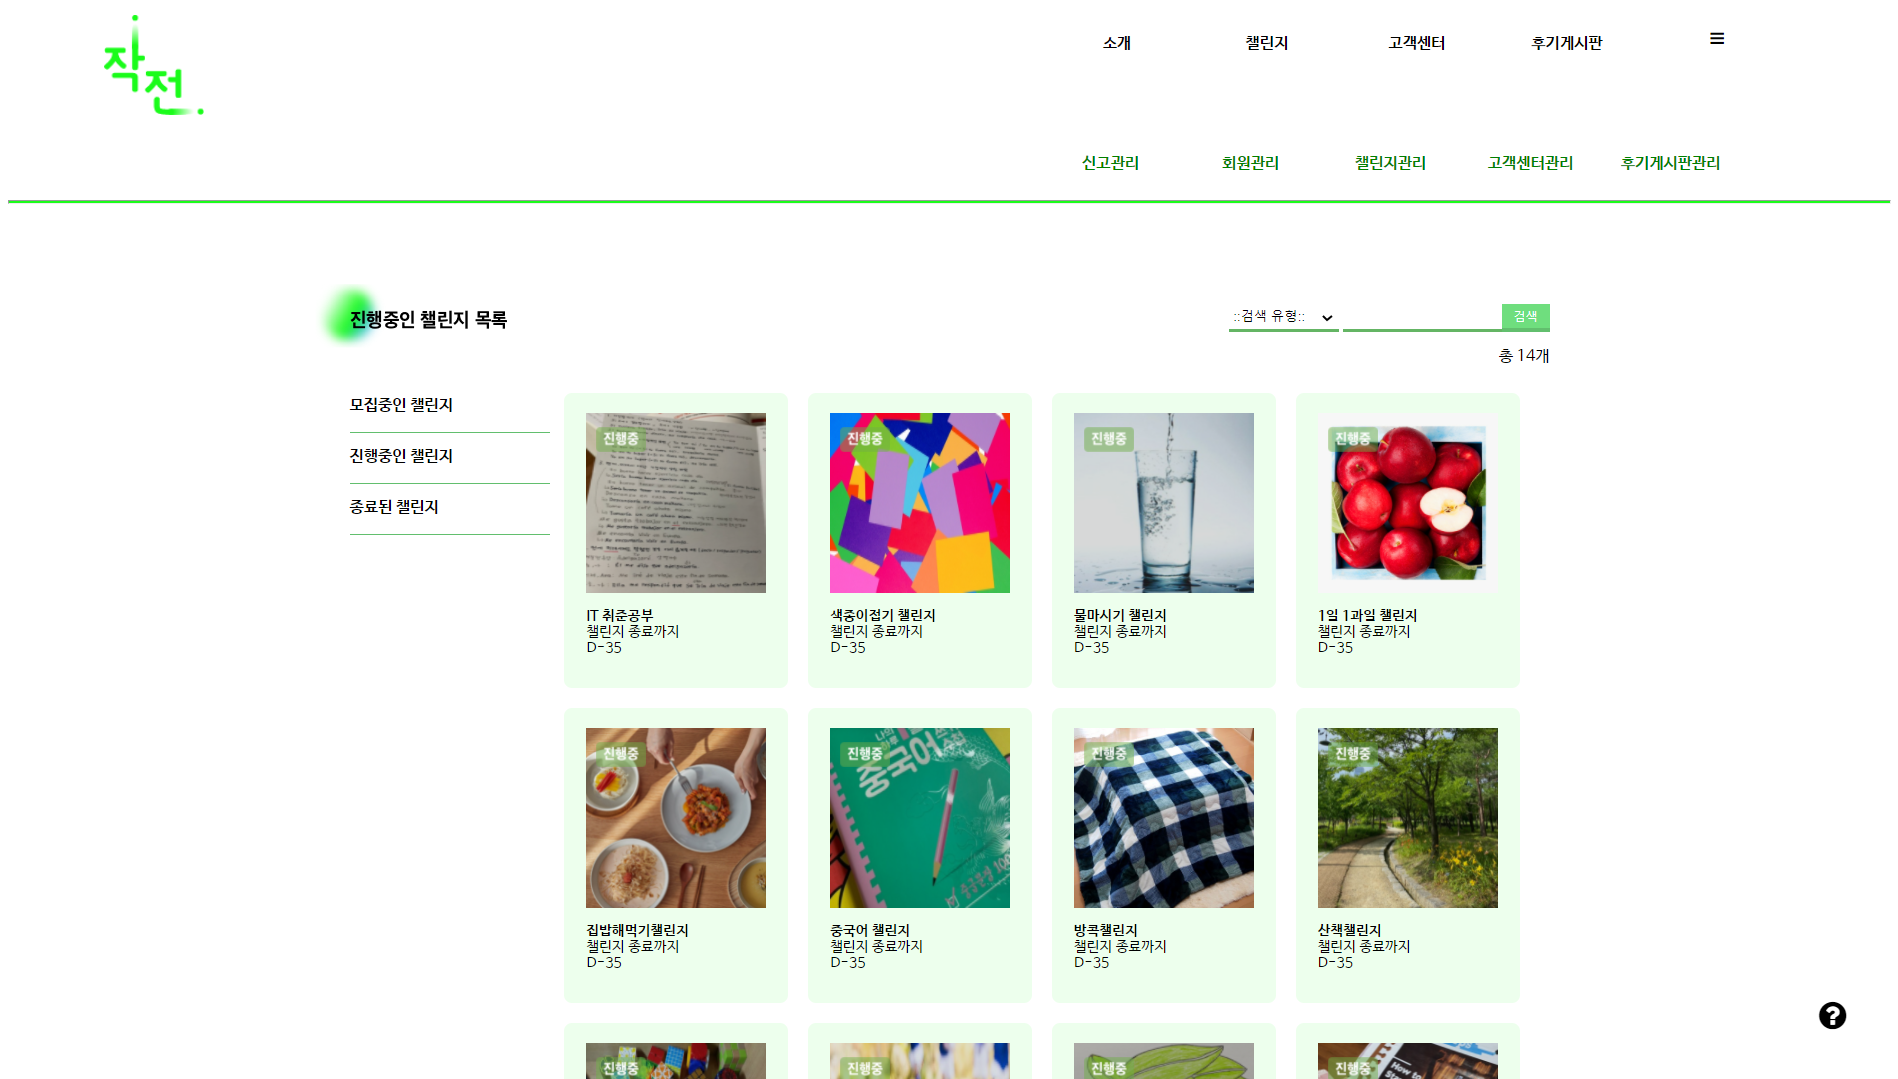 작전
소개
챌린지
고객센터
후기게시판
신고관리
회원관리
챌린지관리
고객센터관리
후기게시판관리
진행중인 챌린지 목록
::검색 유형::
검색
총 14개
모집중인 챌린지
진행중인 챌린지
종료된 챌린지
진행중
IT 취준공부
챌린지 종료까지
D-35
진행중
색종이접기 챌린지
챌린지 종료까지
D-35
진행중
물마시기 챌린지
챌린지 종료까지
D-35
진행중
1일 1과일 챌린지
챌린지 종료까지
D-35
진행중
집밥해먹기챌린지
챌린지 종료까지
D-35
진행중
중국어
중국어 챌린지
챌린지 종료까지
D-35
진행중
방콕챌린지
챌린지 종료까지
D-35
진행중
산책챌린지
챌린지 종료까지
D-35
진행중
진행중
진행중
진행중
How to